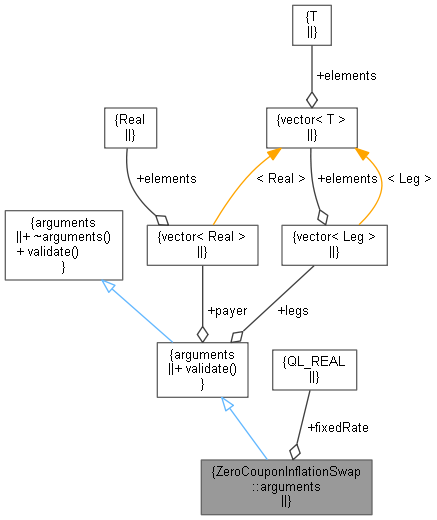 {T
||}
+elements
{Real
||}
{vector< T >
||}
+elements
< Real >
+elements
< Leg >
{arguments
||+ ~arguments()
+ validate()
}
{vector< Real >
||}
{vector< Leg >
||}
+payer
+legs
{arguments
||+ validate()
}
{QL_REAL
||}
+fixedRate
{ZeroCouponInflationSwap
::arguments
||}